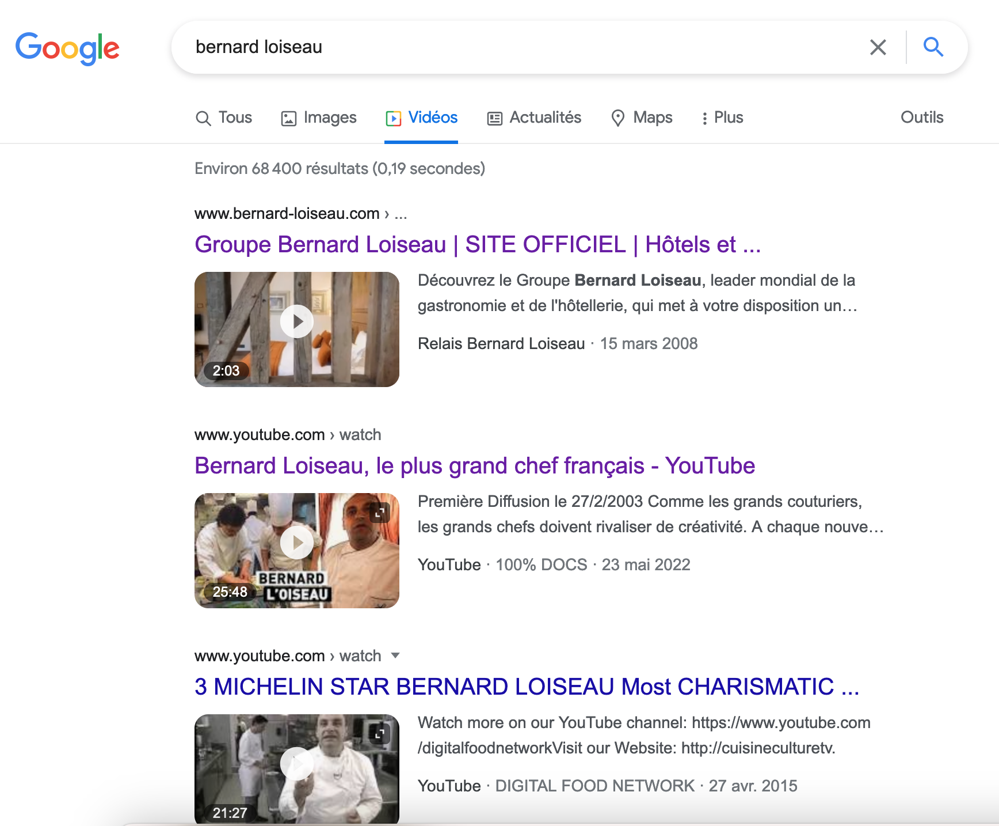 Google
bernard loiseau
Tous Images Vidéos Actualités Maps Plus Outils
Environ 68 400 résultats (0,19 secondes)
www.bernard-loiseau.com › ...
Groupe Bernard Loiseau | SITE OFFICIEL | Hôtels et ...
Découvrez le Groupe Bernard Loiseau, leader mondial de la
gastronomie et de l'hôtellerie, qui met à votre disposition un…
Relais Bernard Loiseau · 15 mars 2008
2:03
www.youtube.com › watch
Bernard Loiseau, le plus grand chef français - YouTube
Première Diffusion le 27/2/2003 Comme les grands couturiers,
les grands chefs doivent rivaliser de créativité. A chaque nouve…
YouTube · 100% DOCS · 23 mai 2022
BERNARD
L'OISEAU
25:48
www.youtube.com › watch
3 MICHELIN STAR BERNARD LOISEAU Most CHARISMATIC ...
Watch more on our YouTube channel: https://www.youtube.com
/digitalfoodnetworkVisit our Website: http://cuisineculturetv.
YouTube · DIGITAL FOOD NETWORK · 27 avr. 2015
21:27